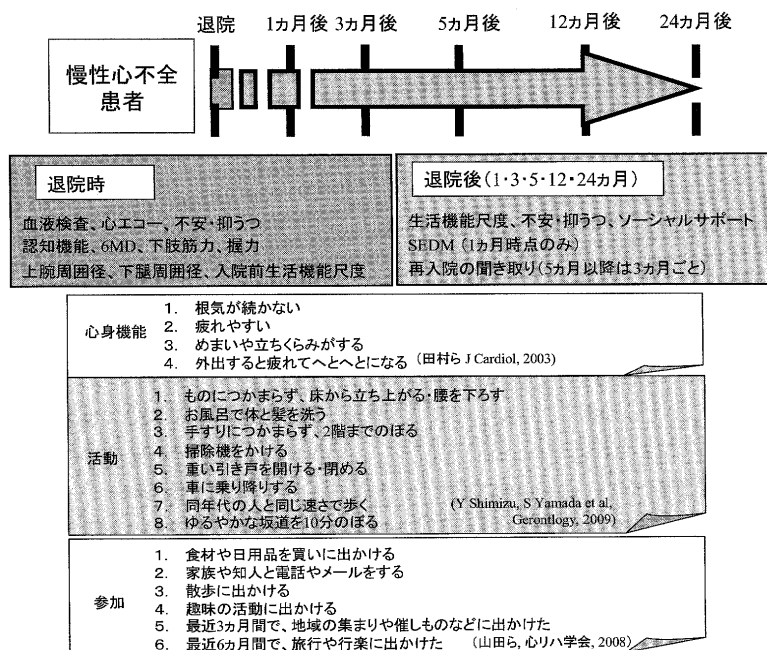 退院 1ヵ月後 3ヵ月後 5ヵ月後 12ヵ月後 24ヵ月後
慢性心不全
患者
退院時
血液検査、心エコー、不安・抑うつ
認知機能、6MD、下肢筋力、握力
上腕周囲径、下腿周囲径、入院前生活機能尺度
退院後(1・3・5・12・24ヵ月)
生活機能尺度、不安・抑うつ、ソーシャルサポート
SEDM (1ヵ月時点のみ)
再入院の聞き取り(5ヵ月以降は3ヵ月ごと)
心身機能
1. 根気が続かない
2. 疲れやすい
3. めまいや立ちくらみがする
4. 外出すると疲れてへとへとになる (田村ら J Cardiol, 2003)
活動
1. ものにつかまらず、床から立ち上がる・腰を下ろす
2. お風呂で体と髪を洗う
3. 手すりにつかまらず、2階までのぼる
4. 掃除機をかける
5. 重い引き戸を開ける・閉める
6. 車に乗り降りする
7. 同年代の人と同じ速さで歩く
8. ゆるやかな坂道を10分のぼる
(Y Shimizu, S Yamada et al,
Gerontlogy, 2009)
参加
1. 食材や日用品を買いに出かける
2. 家族や知人と電話やメールをする
3. 散歩に出かける
4. 趣味の活動に出かける
5. 最近3ヵ月間で、地域の集まりや催しものなどに出かけた
6. 最近6ヵ月間で、旅行や行楽に出かけた (山田ら, 心リハ学会, 2008)